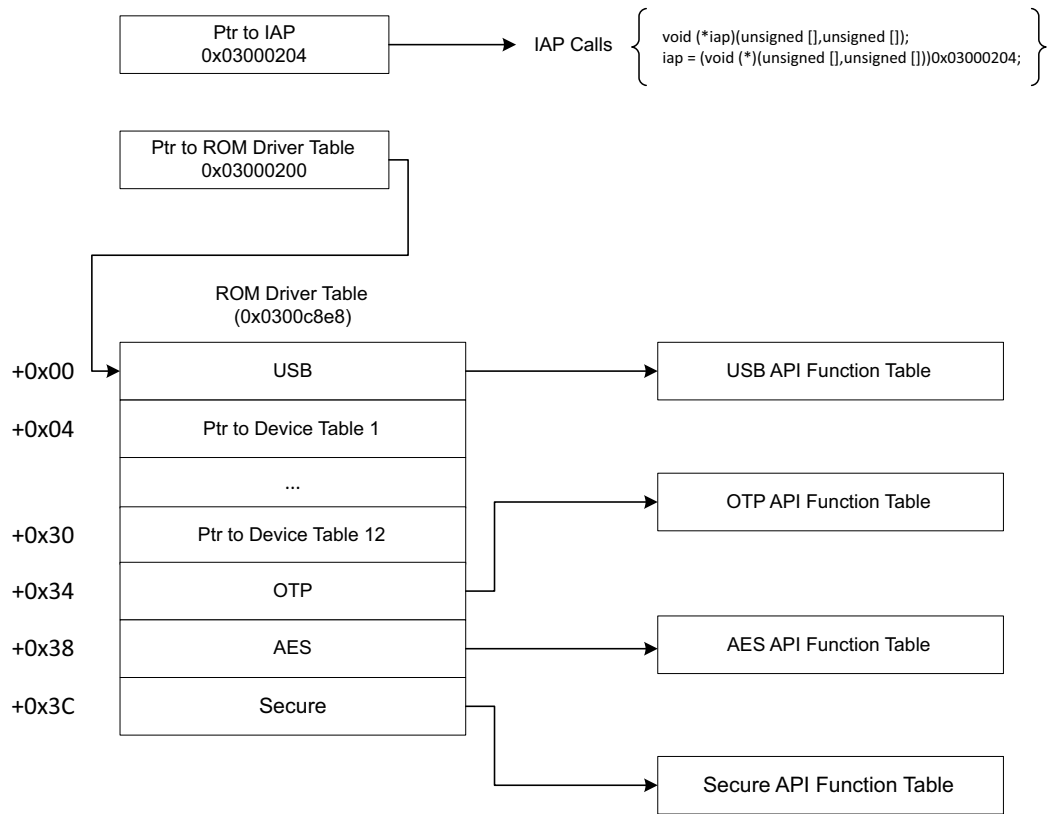 Ptr to IAP
0x03000204
IAP Calls
void (*iap)(unsigned [],unsigned []);
iap = (void (*)(unsigned [],unsigned []))0x03000204;
Ptr to ROM Driver Table
0x03000200
ROM Driver Table
(0x0300c8e8)
+0x00
USB
USB API Function Table
+0x04
Ptr to Device Table 1
...
OTP API Function Table
+0x30
Ptr to Device Table 12
+0x34
OTP
+0x38
AES
AES API Function Table
+0x3C
Secure
Secure API Function Table